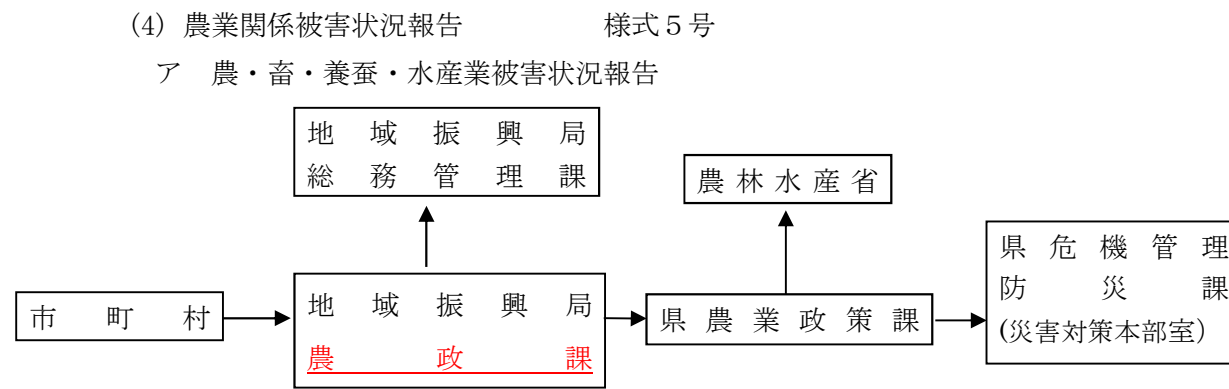 (4) 農業関係被害状況報告 様式５号
ア 農・畜・養蚕・水産業被害状況報告
地域振興局
総務管理課
農林水産省
県危機管理
防災課
(災害対策本部室)
市町村
地域振興局
農政課
県農業政策課